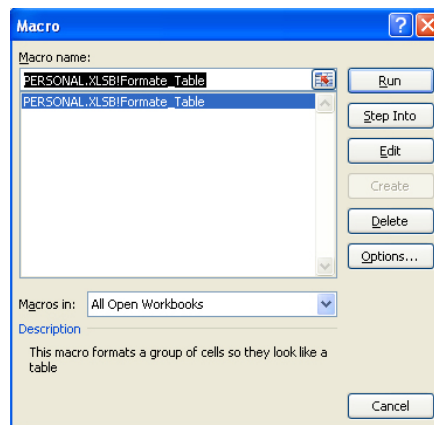 Macro
Macro name:
PERSONAL.XLSB!Formate_Table
PERSONAL.XLSB!Formate_Table
Run
Step Into
Edit
Create
Delete
Options...
Macros in: All Open Workbooks
Description
This macro formats a group of cells so they look like a
table
Cancel